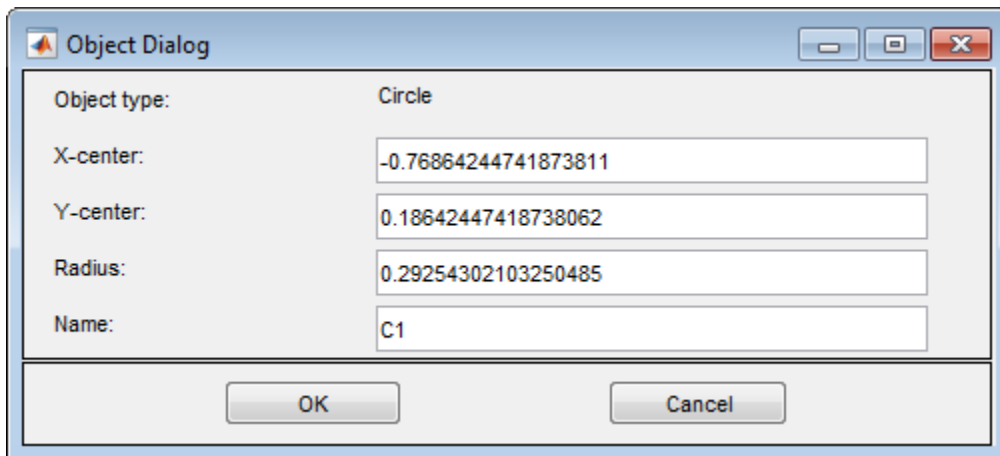 Object Dialog
Object type: Circle
X-center: -0.76864244741873811
Y-center: 0.18642447418738062
Radius: 0.29254302103250485
Name: C1
OK Cancel